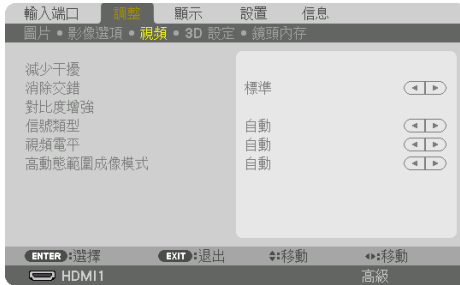 輸入端口 調整 顯示 設置 信息
圖片 • 影像選項 • 視頻 • 3D 設定 • 鏡頭內存
減少干擾
消除交錯 標準
對比度增強
信號類型 自動
視頻電平 自動
高動態範圍成像模式 自動
ENTER :選擇 EXIT :退出 :移動 :移動
HDMI1 高級